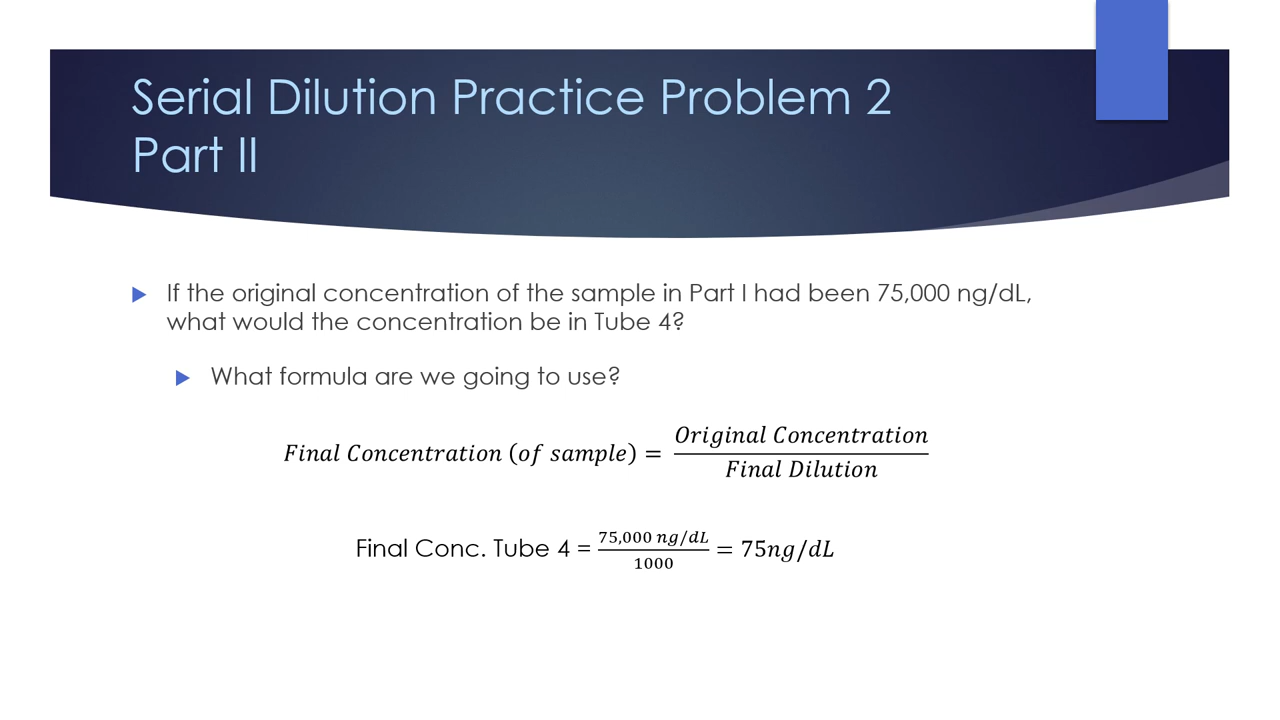 Serial Dilution Practice Problem 2
Part II
If the original concentration of the sample in Part I had been 75,000 ng/dL,
what would the concentration be in Tube 4?
What formula are we going to use?
Final Concentration (of sample) = Original Concentration / Final Dilution
Final Conc. Tube 4 = 75,000 ng/dL / 1000 = 75ng/dL